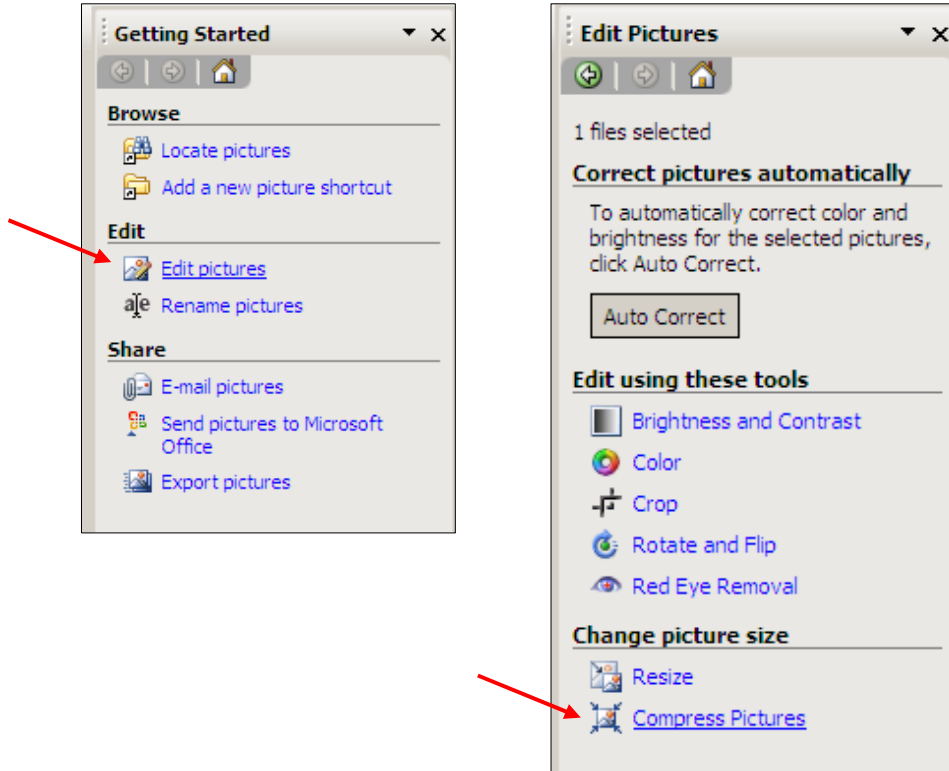 Getting Started
Browse
Locate pictures
Add a new picture shortcut
Edit
Edit pictures
Rename pictures
Share
E-mail pictures
Send pictures to Microsoft
Office
Export pictures
Edit Pictures
1 files selected
Correct pictures automatically
To automatically correct color and
brightness for the selected pictures,
click Auto Correct.
Auto Correct
Edit using these tools
Brightness and Contrast
Color
Crop
Rotate and Flip
Red Eye Removal
Change picture size
Resize
Compress Pictures